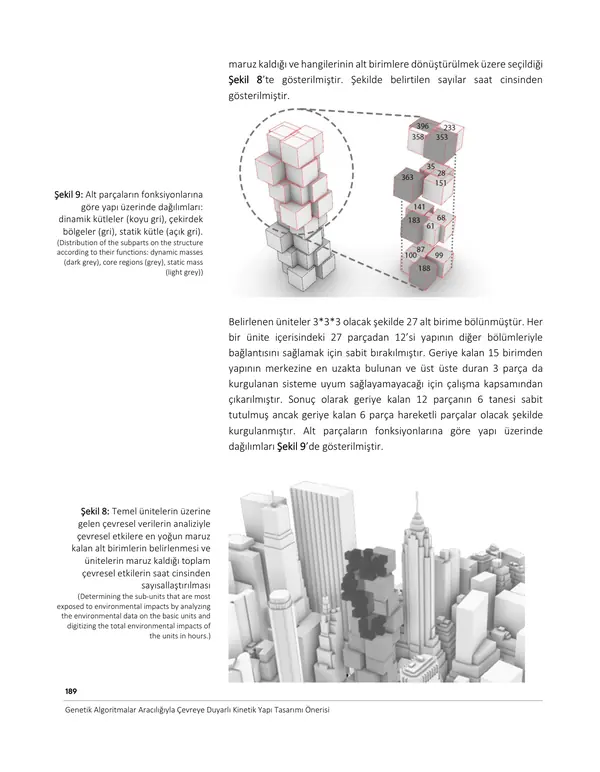 maruz kaldığı ve hangilerinin alt birimlere dönüştürülmek üzere seçildiği
Şekil 8'te gösterilmiştir. Şekilde belirtilen sayılar saat cinsinden
gösterilmiştir.
396
233
358
353
35
28
363
151
141
183
68
61
87
100
99
188
Şekil 9: Alt parçaların fonksiyonlarına
göre yapı üzerinde dağılımları:
dinamik kütleler (koyu gri), çekirdek
bölgeler (gri), statik kütle (açık gri).
(Distribution of the subparts on the structure
according to their functions: dynamic masses
(dark grey), core regions (grey), static mass
(light grey))
Belirlenen üniteler 3*3*3 olacak şekilde 27 alt birime bölünmüştür. Her
bir ünite içerisindeki 27 parçadan 12'si yapının diğer bölümleriyle
bağlantısını sağlamak için sabit bırakılmıştır. Geriye kalan 15 birimden
yapının merkezine en uzakta bulunan ve üst üste duran 3 parça da
kurgulanan sisteme uyum sağlayamayacağı için çalışma kapsamından
çıkarılmıştır. Sonuç olarak geriye kalan 12 parçanın 6 tanesi sabit
tutulmuş ancak geriye kalan 6 parça hareketli parçalar olacak şekilde
kurgulanmıştır. Alt parçaların fonksiyonlarına göre yapı üzerinde
dağılımları Şekil 9'de gösterilmiştir.
Şekil 8: Temel ünitelerin üzerine
gelen çevresel verilerin analiziyle
çevresel etkilere en yoğun maruz
kalan alt birimlerin belirlenmesi ve
ünitelerin maruz kaldığı toplam
çevresel etkilerin saat cinsinden
sayısallaştırılması
(Determining the sub-units that are most
exposed to environmental impacts by analyzing
the environmental data on the basic units and
digitizing the total environmental impacts of
the units in hours.)
189
Genetik Algoritmalar Aracılığıyla Çevreye Duyarlı Kinetik Yapı Tasarımı Önerisi